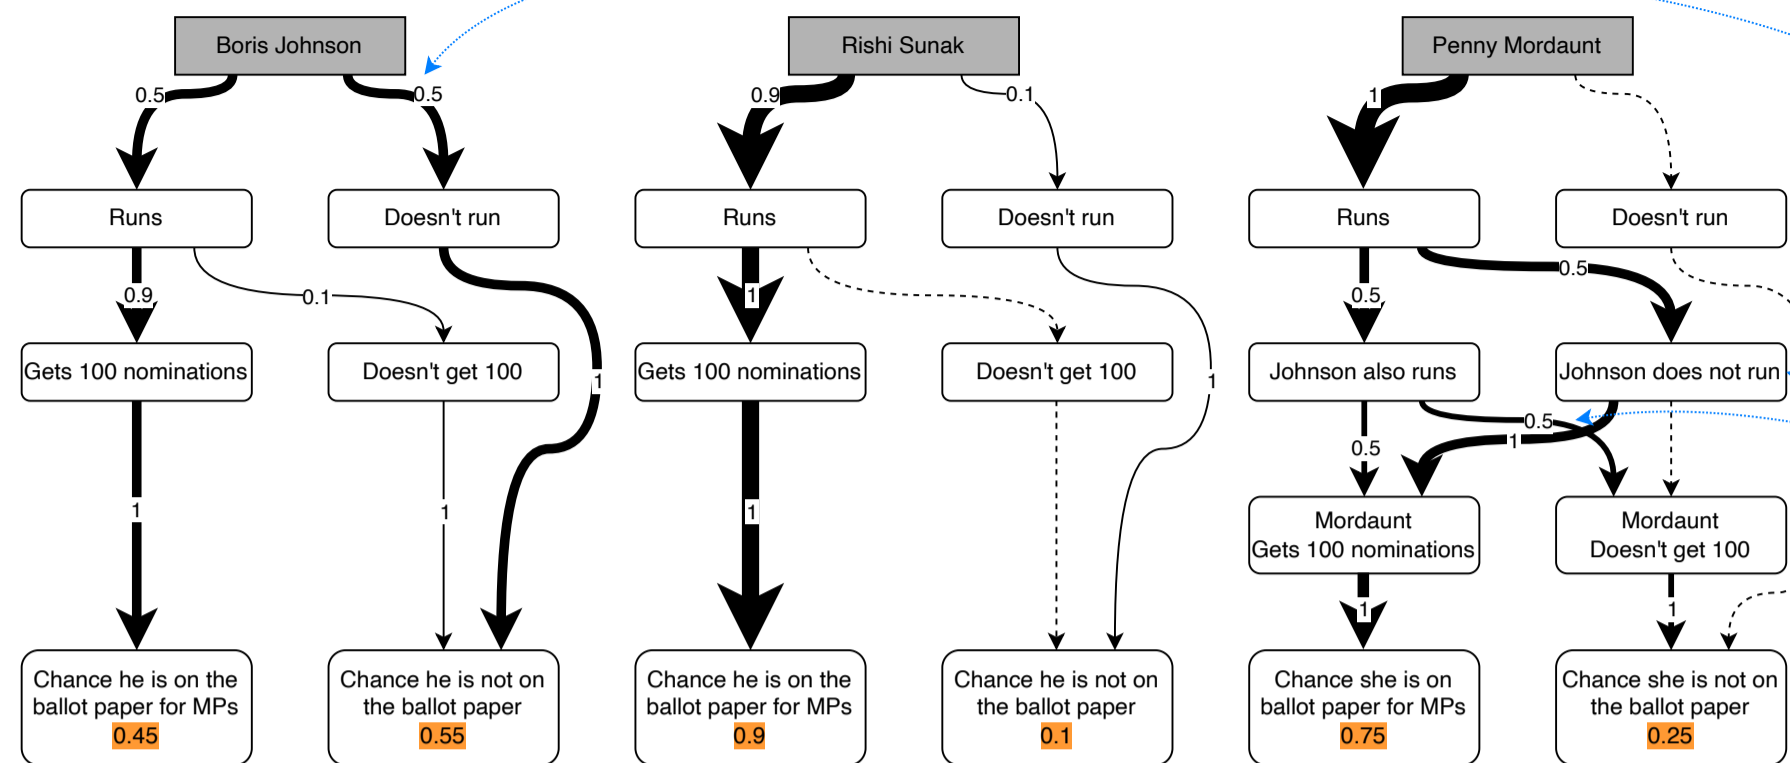 Boris Johnson
Rishi Sunak
Penny Mordaunt
0.5
0.5
0.9
0.1
1
Runs
Doesn't run
Runs
Doesn't run
Runs
Doesn't run
0.9
0.1
1
0.5
0.5
Gets 100 nominations
Doesn't get 100
1
Gets 100 nominations
Doesn't get 100
1
Johnson also runs
Johnson does not run
0.5
1
0.5
1
1
1
Mordaunt
Gets 100 nominations
Mordaunt
Doesn't get 100
1
1
Chance he is on the
ballot paper for MPs
0.45
Chance he is not on
the ballot paper
0.55
Chance he is on the
ballot paper for MPs
0.9
Chance he is not on
the ballot paper
0.1
Chance she is on
ballot paper for MPs
0.75
Chance she is not on
the ballot paper
0.25